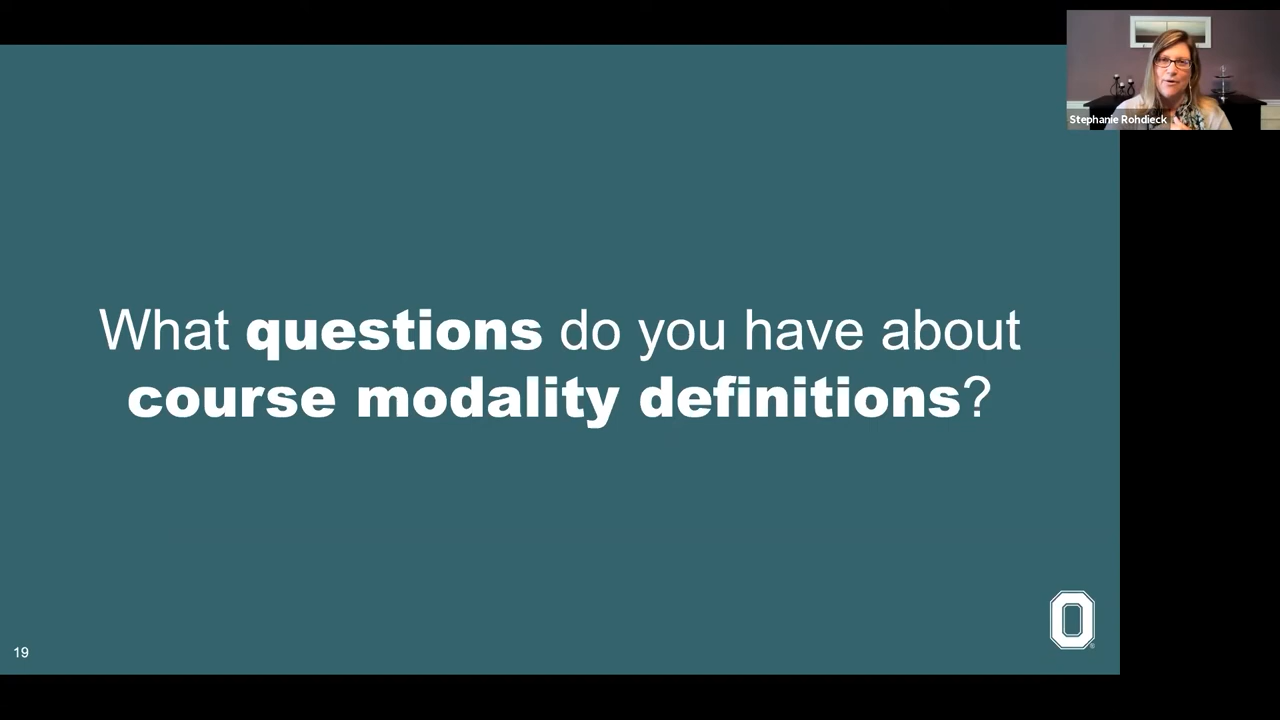 Stephanie Rohdieck
What questions do you have about
course modality definitions?
19
O